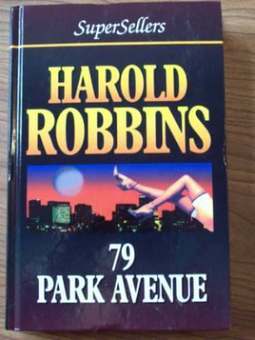 SuperSellers
HAROLD
ROBBINS
79
PARK AVENUE